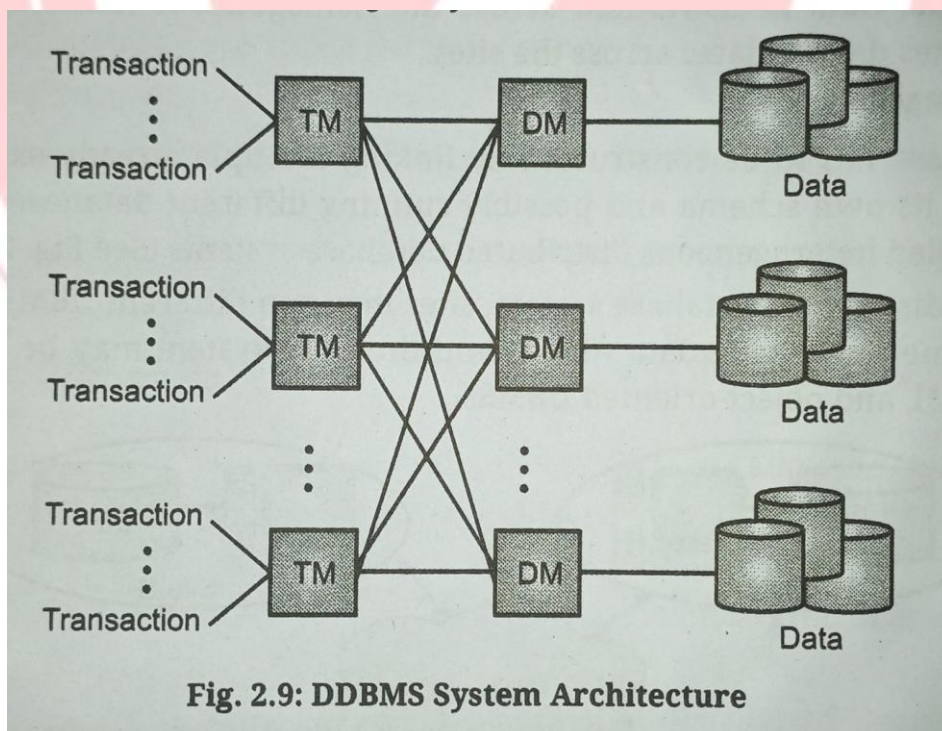 Transaction
Transaction
TM
DM
Data
Transaction
Transaction
TM
DM
Data
Transaction
Transaction
TM
DM
Data
Fig. 2.9: DDBMS System Architecture